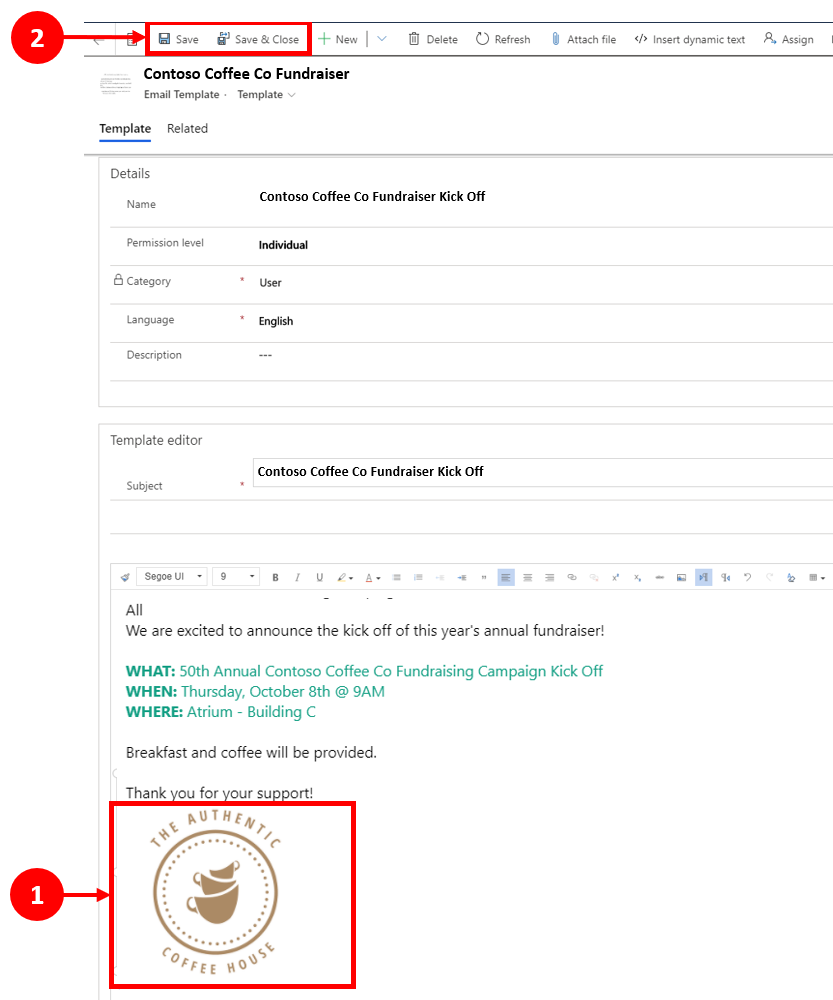 2
Save Save & Close New Delete Refresh Attach file Insert dynamic text Assign
Contoso Coffee Co Fundraiser
Email Template · Template
Template Related
Details
Name Contoso Coffee Co Fundraiser Kick Off
Permission level Individual
Category * User
Language * English
Description ---
Template editor
Subject * Contoso Coffee Co Fundraiser Kick Off
Segoe UI 9 B I U A
All
We are excited to announce the kick off of this year's annual fundraiser!
WHAT: 50th Annual Contoso Coffee Co Fundraising Campaign Kick Off
WHEN: Thursday, October 8th @ 9AM
WHERE: Atrium - Building C
Breakfast and coffee will be provided.
Thank you for your support!
THE AUTHENTIC
1
COFFEE HOUSE